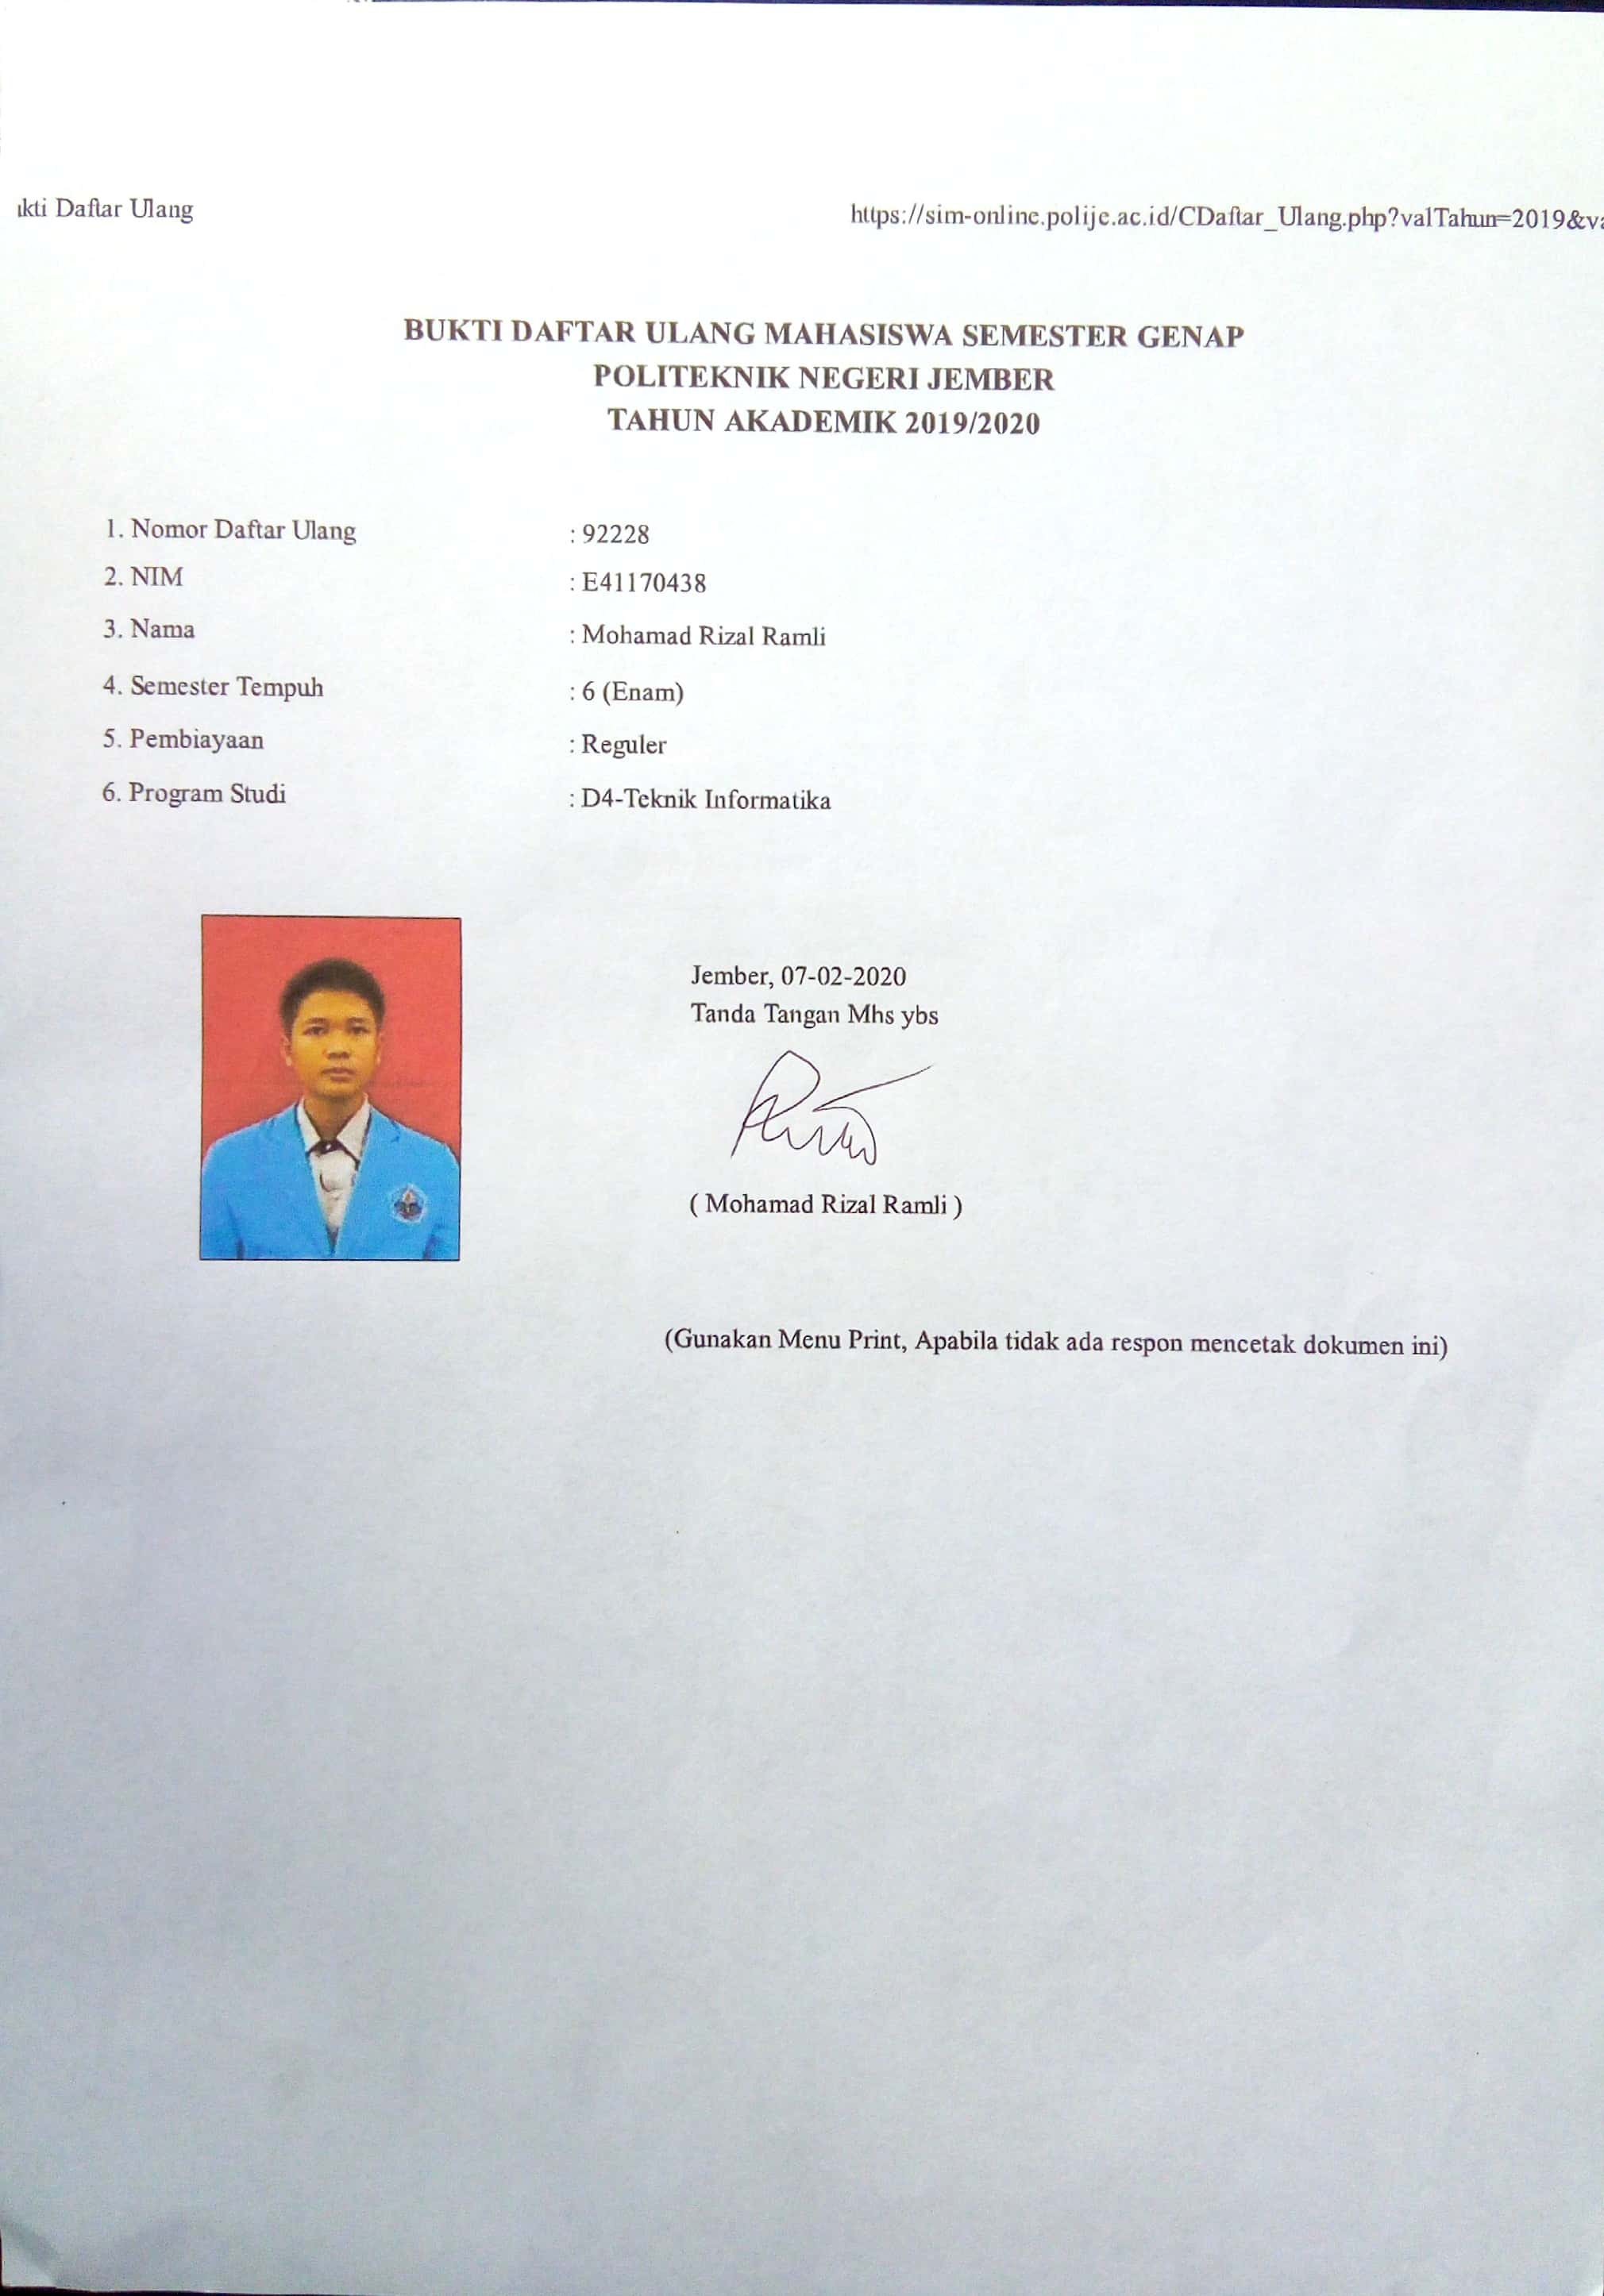 ukti Daftar Ulang
https://sim-online.polije.ac.id/CDaftar_Ulang.php?valTahun=2019&va
BUKTI DAFTAR ULANG MAHASISWA SEMESTER GENAP
POLITEKNIK NEGERI JEMBER
TAHUN AKADEMIK 2019/2020
1. Nomor Daftar Ulang : 92228
2. NIM : E41170438
3. Nama : Mohamad Rizal Ramli
4. Semester Tempuh : 6 (Enam)
5. Pembiayaan : Reguler
6. Program Studi : D4-Teknik Informatika
Jember, 07-02-2020
Tanda Tangan Mhs ybs
( Mohamad Rizal Ramli )
(Gunakan Menu Print, Apabila tidak ada respon mencetak dokumen ini)